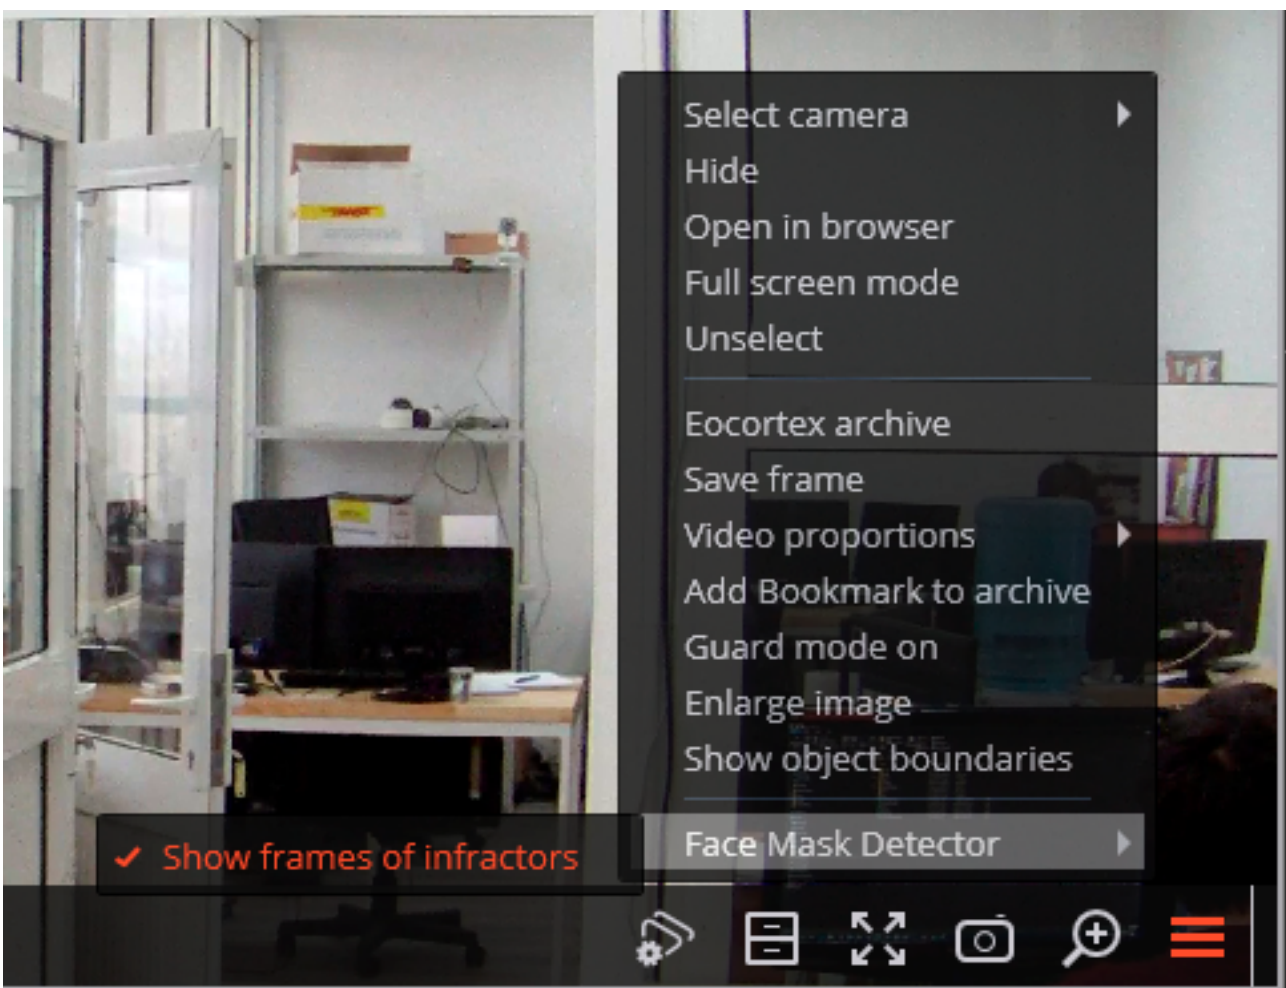 Select camera
Hide
Open in browser
Full screen mode
Unselect
Eocortex archive
Save frame
Video proportions
Add Bookmark to archive
Guard mode on
Enlarge image
Show object boundaries
Face Mask Detector
Show frames of infractors